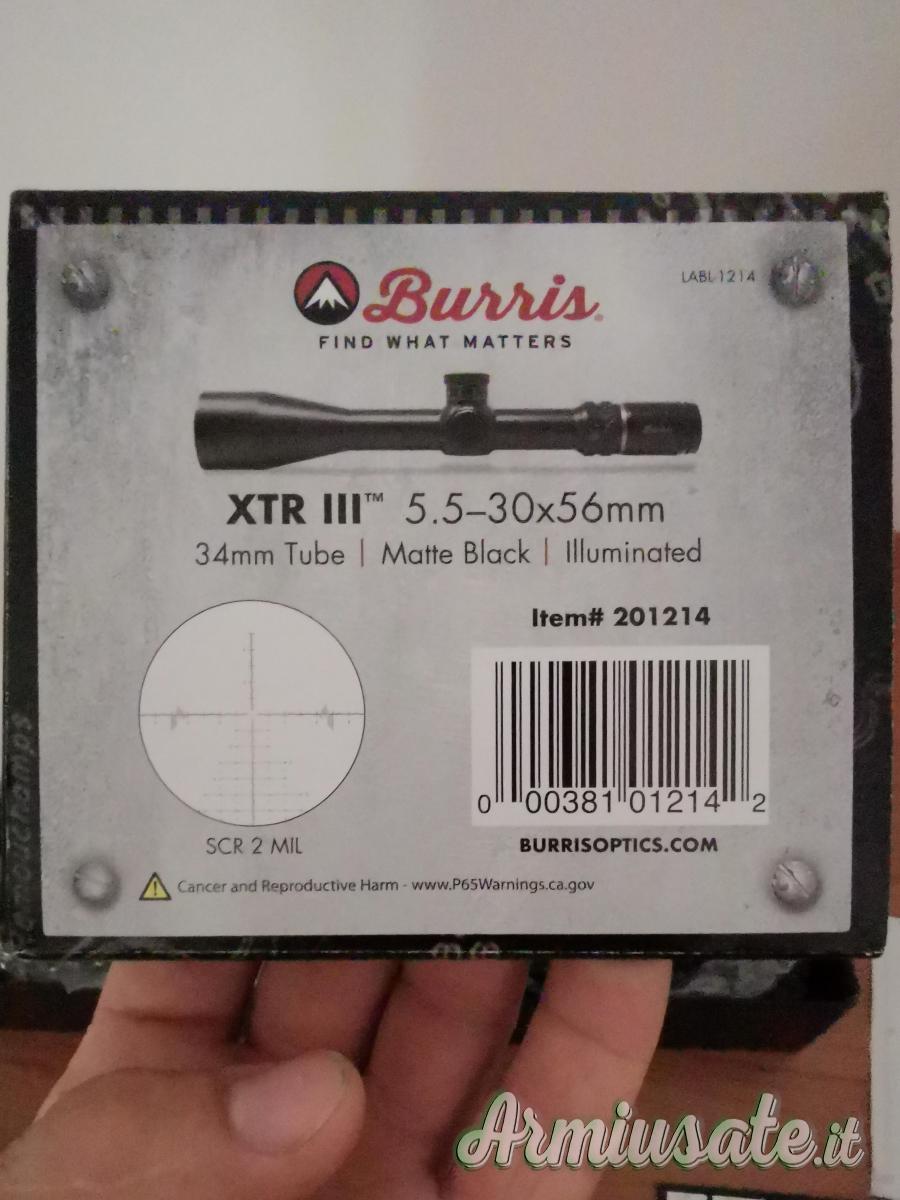 LABL-1214
Burris
FIND WHAT MATTERS
XTR III™ 5.5–30x56mm
34mm Tube | Matte Black | Illuminated
Item# 201214
0 00381 01214 2
SCR 2 MIL
BURRISOPTICS.COM
Cancer and Reproductive Harm - www.P65Warnings.ca.gov
Armiusate.it